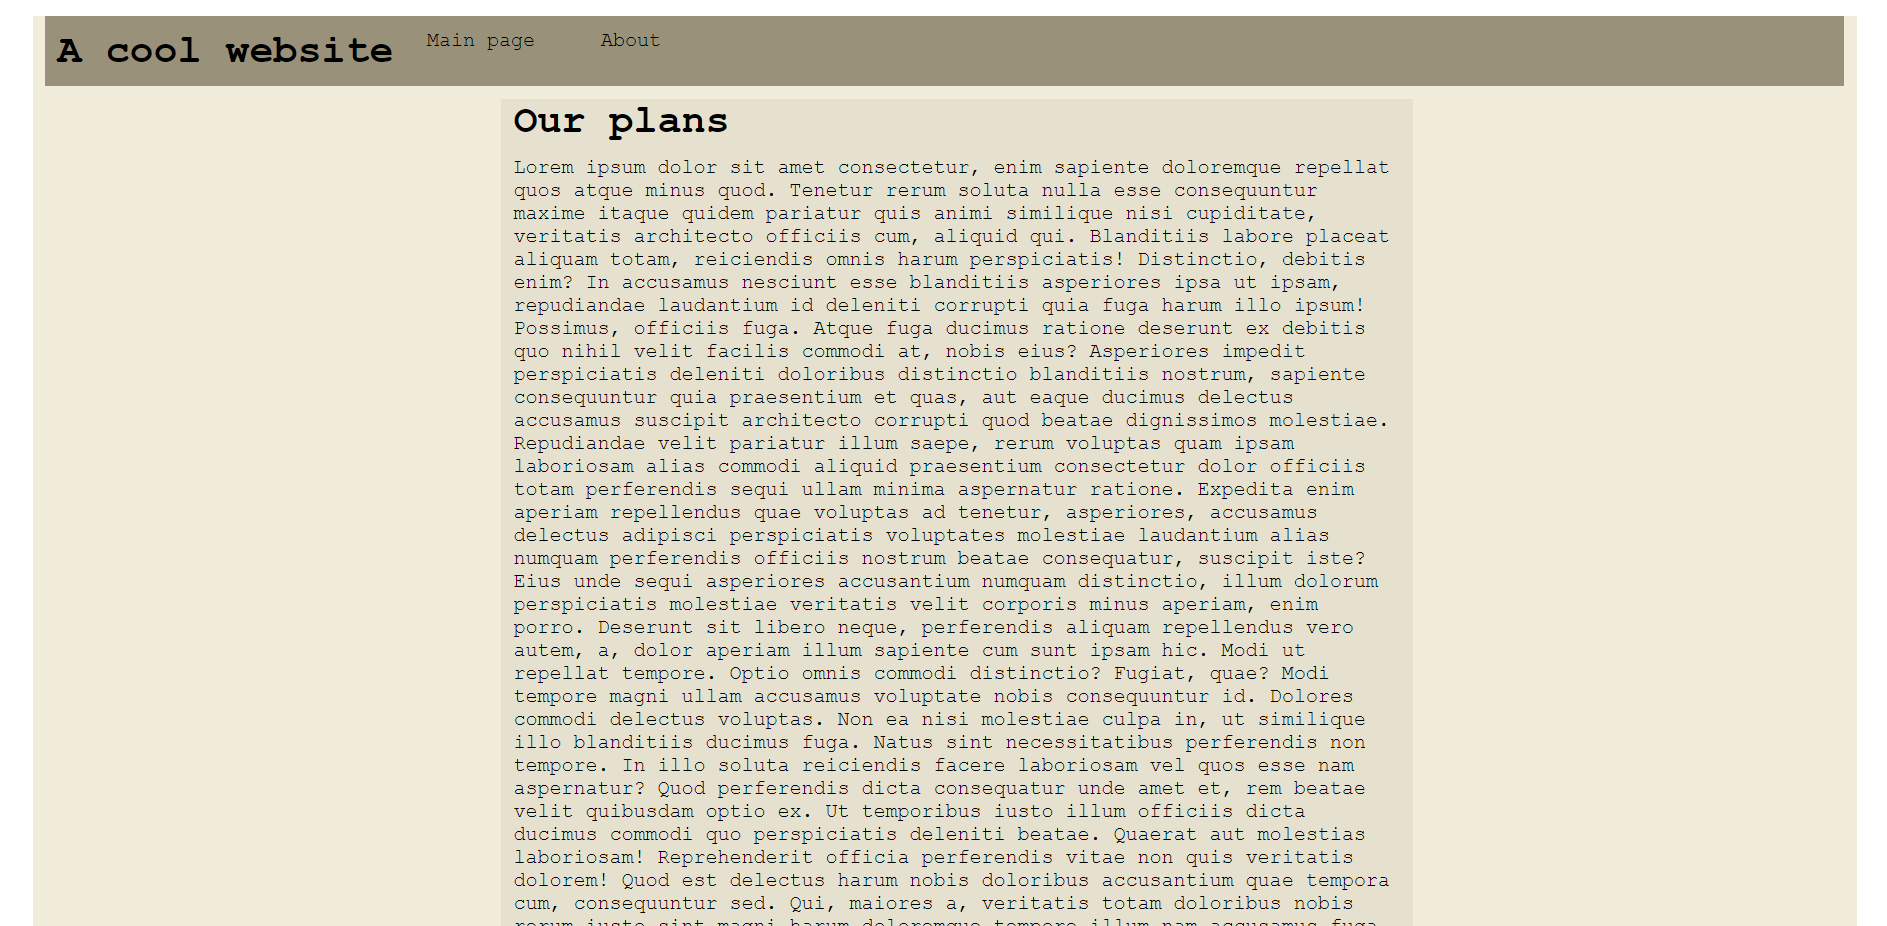 A cool website
Main page
About
Our plans
Lorem ipsum dolor sit amet consectetur, enim sapiente doloremque repellat
quos atque minus quod. Tenetur rerum soluta nulla esse consequuntur
maxime itaque quidem pariatur quis animi similique nisi cupiditate,
veritatis architecto officiis cum, aliquid qui. Blanditiis labore placeat
aliquam totam, reiciendis omnis harum perspiciatis! Distinctio, debitis
enim? In accusamus nesciunt esse blanditiis asperiores ipsa ut ipsam,
repudiandae laudantium id deleniti corrupti quia fuga harum illo ipsum!
Possimus, officiis fuga. Atque fuga ducimus ratione deserunt ex debitis
quo nihil velit facilis commodi at, nobis eius? Asperiores impedit
perspiciatis deleniti doloribus distinctio blanditiis nostrum, sapiente
consequuntur quia praesentium et quas, aut eaque ducimus delectus
accusamus suscipit architecto corrupti quod beatae dignissimos molestiae.
Repudiandae velit pariatur illum saepe, rerum voluptas quam ipsam
laboriosam alias commodi aliquid praesentium consectetur dolor officiis
totam perferendis sequi ullam minima aspernatur ratione. Expedita enim
aperiam repellendus quae voluptas ad tenetur, asperiores, accusamus
delectus adipisci perspiciatis voluptates molestiae laudantium alias
numquam perferendis officiis nostrum beatae consequatur, suscipit iste?
Eius unde sequi asperiores accusantium numquam distinctio, illum dolorum
perspiciatis molestiae veritatis velit corporis minus aperiam, enim
porro. Deserunt sit libero neque, perferendis aliquam repellendus vero
autem, a, dolor aperiam illum sapiente cum sunt ipsam hic. Modi ut
repellat tempore. Optio omnis commodi distinctio? Fugiat, quae? Modi
tempore magni ullam accusamus voluptate nobis consequuntur id. Dolores
commodi delectus voluptas. Non ea nisi molestiae culpa in, ut similique
illo blanditiis ducimus fuga. Natus sint necessitatibus perferendis non
tempore. In illo soluta reiciendis facere laboriosam vel quos esse nam
aspernatur? Quod perferendis dicta consequatur unde amet et, rem beatae
velit quibusdam optio ex. Ut temporibus iusto illum officiis dicta
ducimus commodi quo perspiciatis deleniti beatae. Quaerat aut molestias
laboriosam! Reprehenderit officia perferendis vitae non quis veritatis
dolorem! Quod est delectus harum nobis doloribus accusantium quae tempora
cum, consequuntur sed. Qui, maiores a, veritatis totam doloribus nobis
rerum iusto sint magni harum doloremque tempore illum nam accusamus fuga